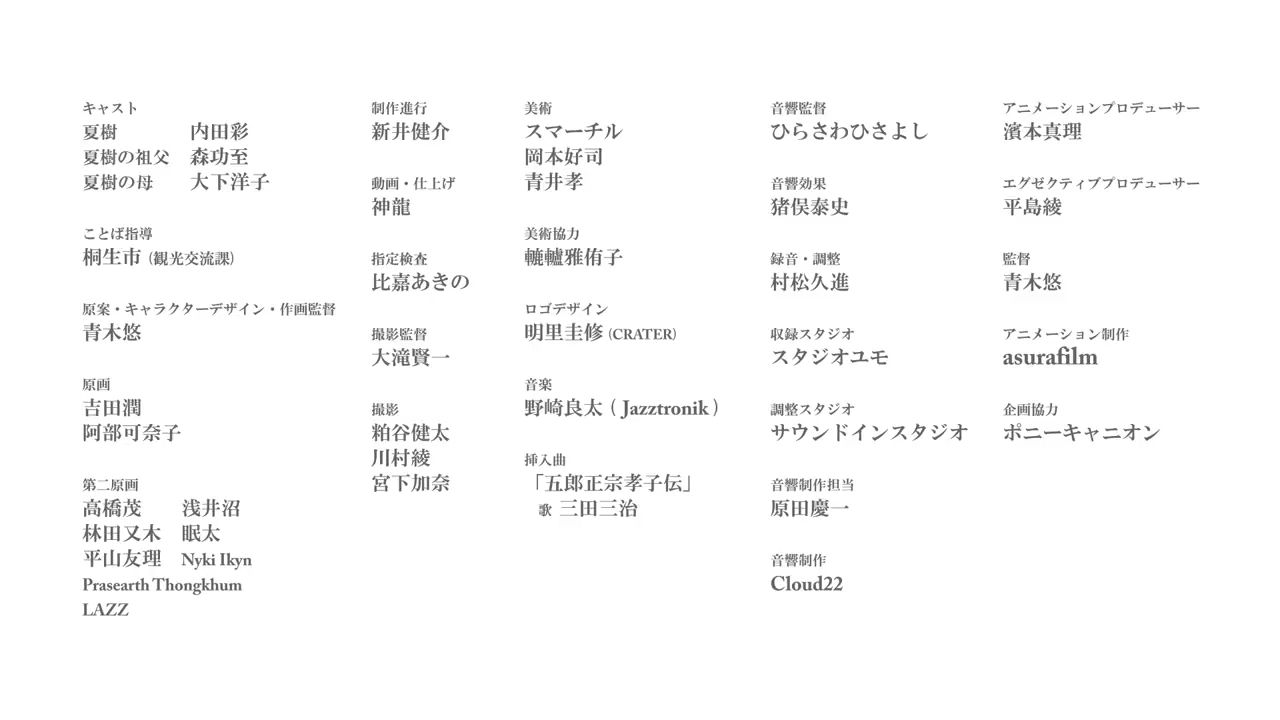 キャスト
夏樹 内田彩
夏樹の祖父 森功至
夏樹の母 大下洋子
ことば指導
桐生市（観光交流課）
原案・キャラクターデザイン・作画監督
青木悠
原画
吉田潤
阿部可奈子
第二原画
高橋茂 浅井沼
林田又木 眠太
平山友理 Nyki Ikyn
Prasearth Thongkhum
LAZZ
制作進行
新井健介
動画・仕上げ
神龍
指定検査
比嘉あきの
撮影監督
大滝賢一
撮影
粕谷健太
川村綾
宮下加奈
美術
スマーチル
岡本好司
青井孝
美術協力
轆轤雅侑子
ロゴデザイン
明里圭修 (CRATER)
音楽
野崎良太 ( Jazztronik )
挿入曲
「五郎正宗孝子伝」
歌 三田三治
音響監督
ひらさわひさよし
音響効果
猪俣泰史
録音・調整
村松久進
収録スタジオ
スタジオユモ
調整スタジオ
サウンドインスタジオ
音響制作担当
原田慶一
音響制作
Cloud22
アニメーションプロデューサー
濱本真理
エグゼクティブプロデューサー
平島綾
監督
青木悠
アニメーション制作
asurafilm
企画協力
ポニーキャニオン